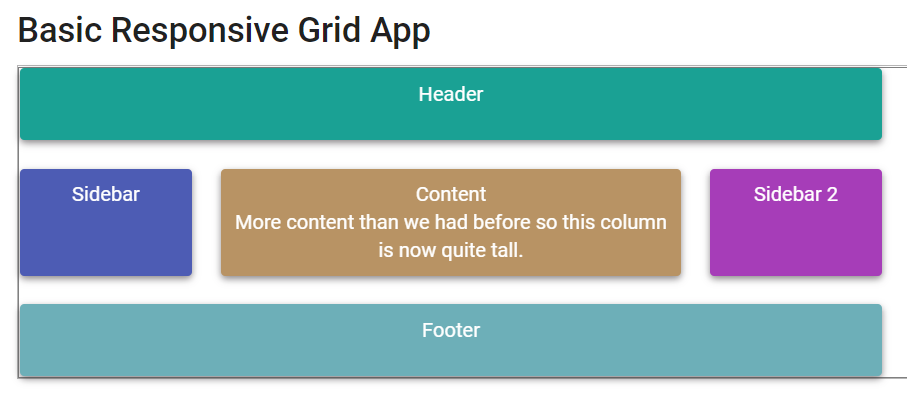 Basic Responsive Grid App
Header
Sidebar
Content
More content than we had before so this column
is now quite tall.
Sidebar 2
Footer